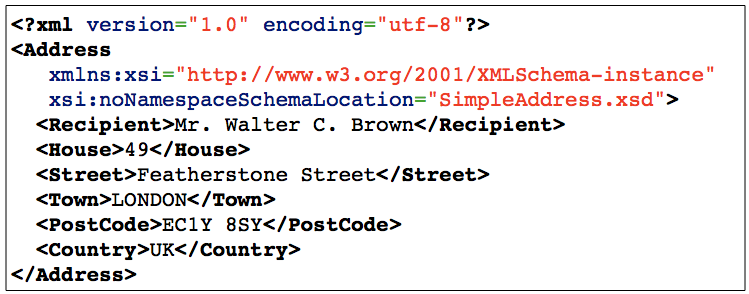 <?xml version="1.0" encoding="utf-8"?>
<Address
xmlns:xsi="http://www.w3.org/2001/XMLSchema-instance"
xsi:noNamespaceSchemaLocation="SimpleAddress.xsd">
<Recipient>Mr. Walter C. Brown</Recipient>
<House>49</House>
<Street>Featherstone Street</Street>
<Town>LONDON</Town>
<PostCode>EC1Y 8SY</PostCode>
<Country>UK</Country>
</Address>